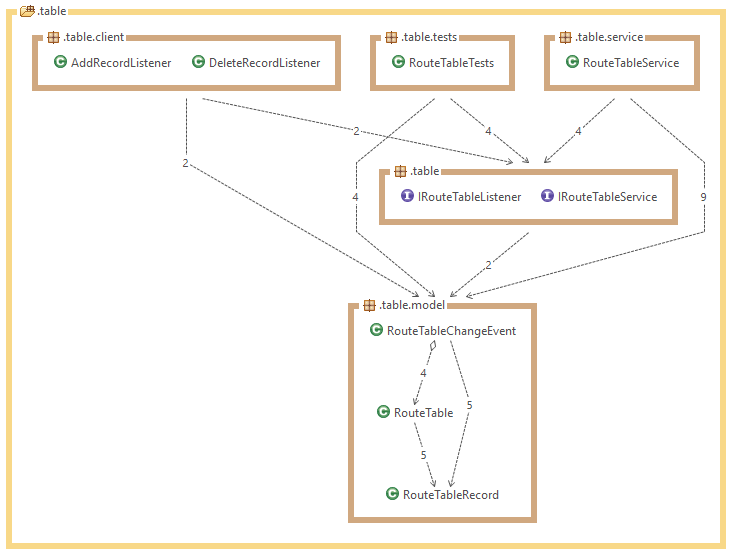 .table
.table.client
.table.tests
.table.service
C AddRecordListener
C DeleteRecordListener
C RouteTableTests
C RouteTableService
2
4
4
2
.table
4
9
I IRouteTableListener
I IRouteTableService
2
.table.model
C RouteTableChangeEvent
4
5
C RouteTable
5
C RouteTableRecord